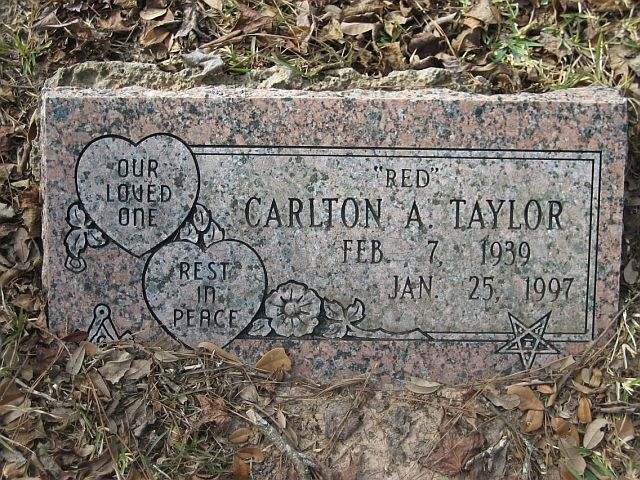 OUR
LOVED
ONE
REST
IN
PEACE
"RED"
CARLTON A. TAYLOR
FEB. 7, 1939
JAN 25, 1997